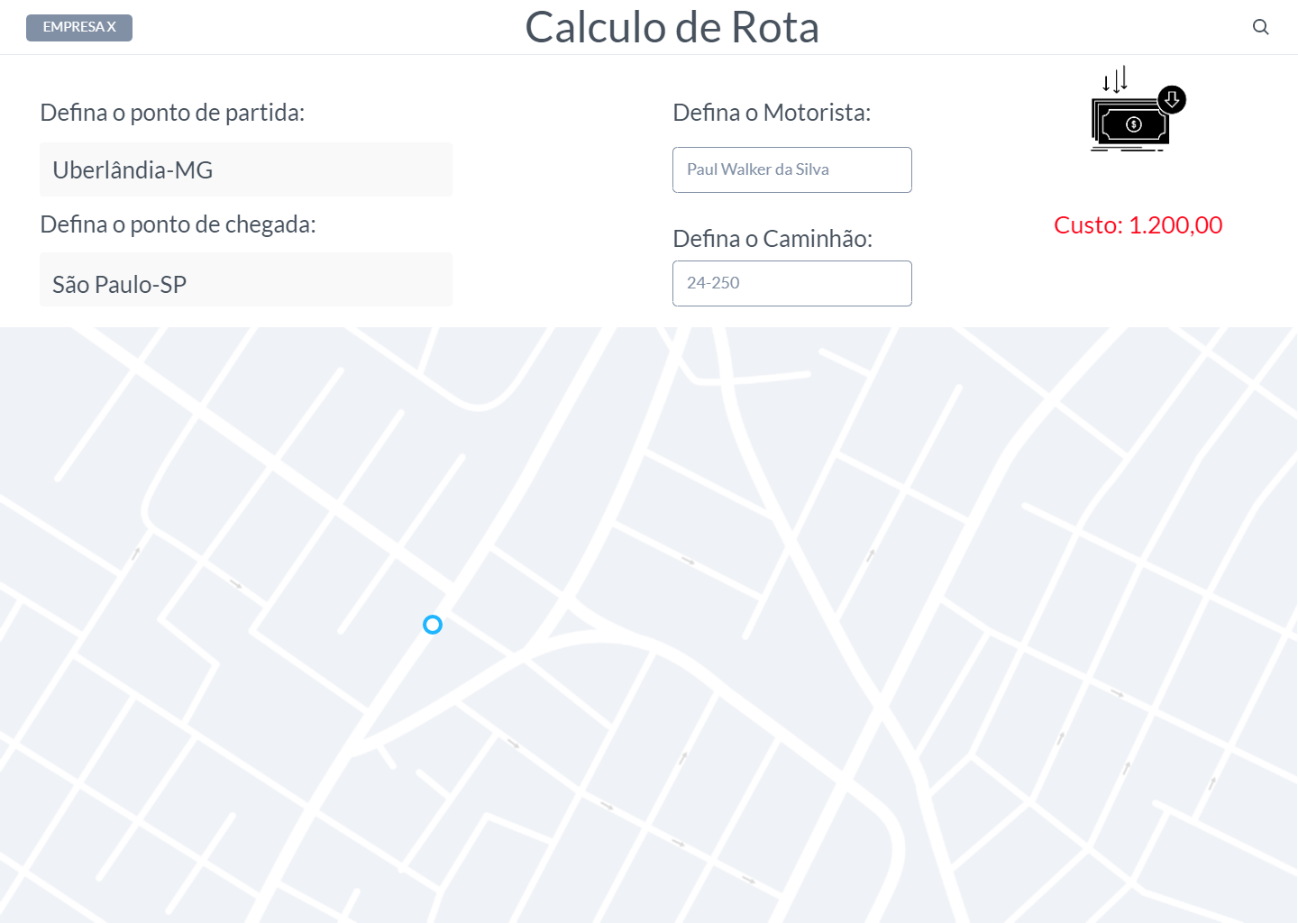 EMPRESA X
Calculo de Rota
Defina o ponto de partida:
Uberlândia-MG
Defina o ponto de chegada:
São Paulo-SP
Defina o Motorista:
Paul Walker da Silva
Defina o Caminhão:
24-250
$
Custo: 1.200,00